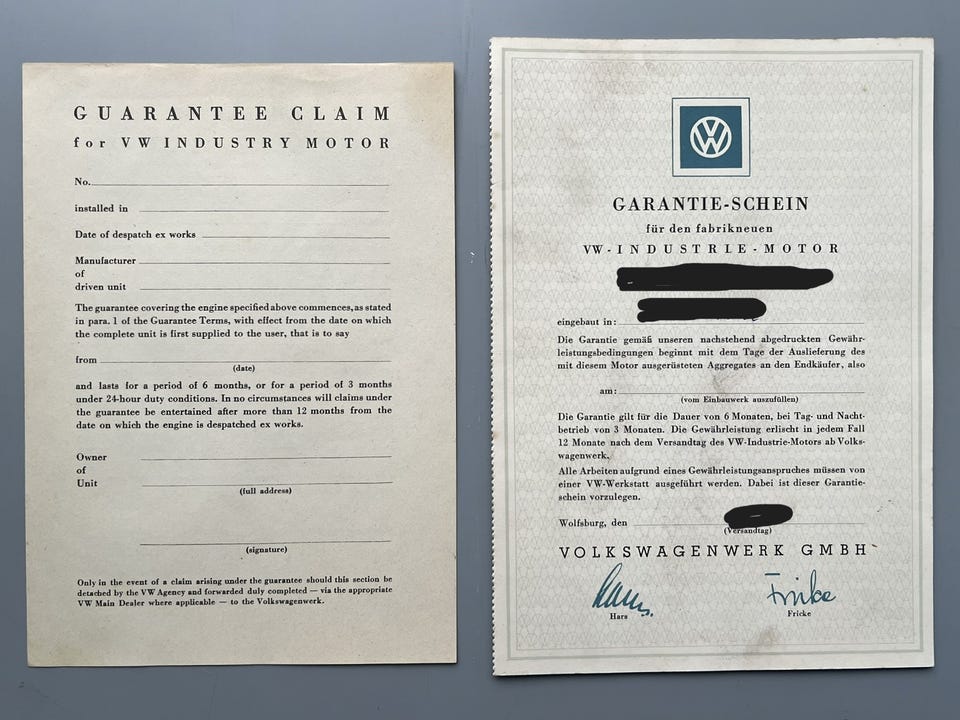 GUARANTEE CLAIM
for VW INDUSTRY MOTOR
No.
installed in
Date of despatch ex works
Manufacturer
of
driven unit
The guarantee covering the engine specified above commences, as stated
in para. 1 of the Guarantee Terms, with effect from the date on which
the complete unit is first supplied to the user, that is to say
from
(date)
and lasts for a period of 6 months, or for a period of 3 months
under 24-hour duty conditions. In no circumstances will claims under
the guarantee be entertained after more than 12 months from the
date on which the engine is despatched ex works.
Owner
of
Unit
(full address)
(signature)
Only in the event of a claim arising under the guarantee should this section be
detached by the VW Agency and forwarded duly completed — via the appropriate
VW Main Dealer where applicable — to the Volkswagenwerk.
VW
GARANTIE-SCHEIN
für den fabrikneuen
VW-INDUSTRIE-MOTOR
eingebaut in:
Die Garantie gemäß unseren nachstehend abgedruckten Gewähr-
leistungsbedingungen beginnt mit dem Tage der Auslieferung des
mit diesem Motor ausgerüsteten Aggregates an den Endkäufer, also
am:
(vom Einbauwerk auszufüllen)
Die Garantie gilt für die Dauer von 6 Monaten, bei Tag- und Nacht-
betrieb von 3 Monaten. Die Gewährleistung erlischt in jedem Fall
12 Monate nach dem Versandtag des VW-Industrie-Motors ab Volks-
wagenwerk.
Alle Arbeiten aufgrund eines Gewährleistungsanspruches müssen von
einer VW-Werkstatt ausgeführt werden. Dabei ist dieser Garantie-
schein vorzulegen.
Wolfsburg, den
(Versandtag)
VOLKSWAGENWERK GMBH
Fricke
Hars
Fricke